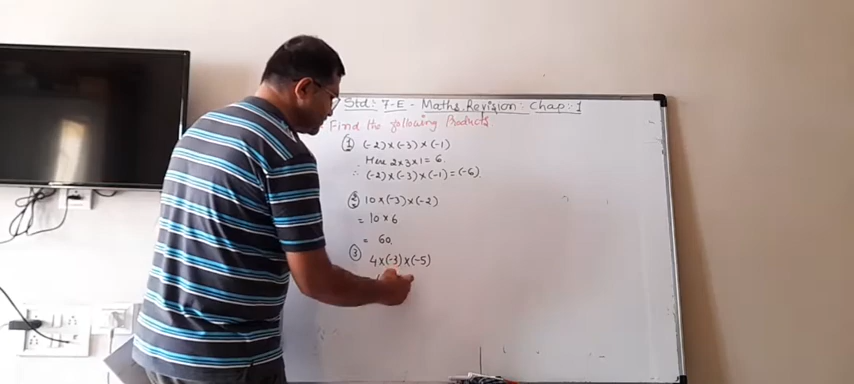 Std: 7-E - Maths Revision: Chap: 1
Find the following Products
① (-2)×(-3)×(-1)
Here 2×3×1 = 6.
∴ (-2)×(-3)×(-1) = (-6).
② 10×(-3)×(-2)
= 10×6
= 60.
③ 4×(-3)×(-5)